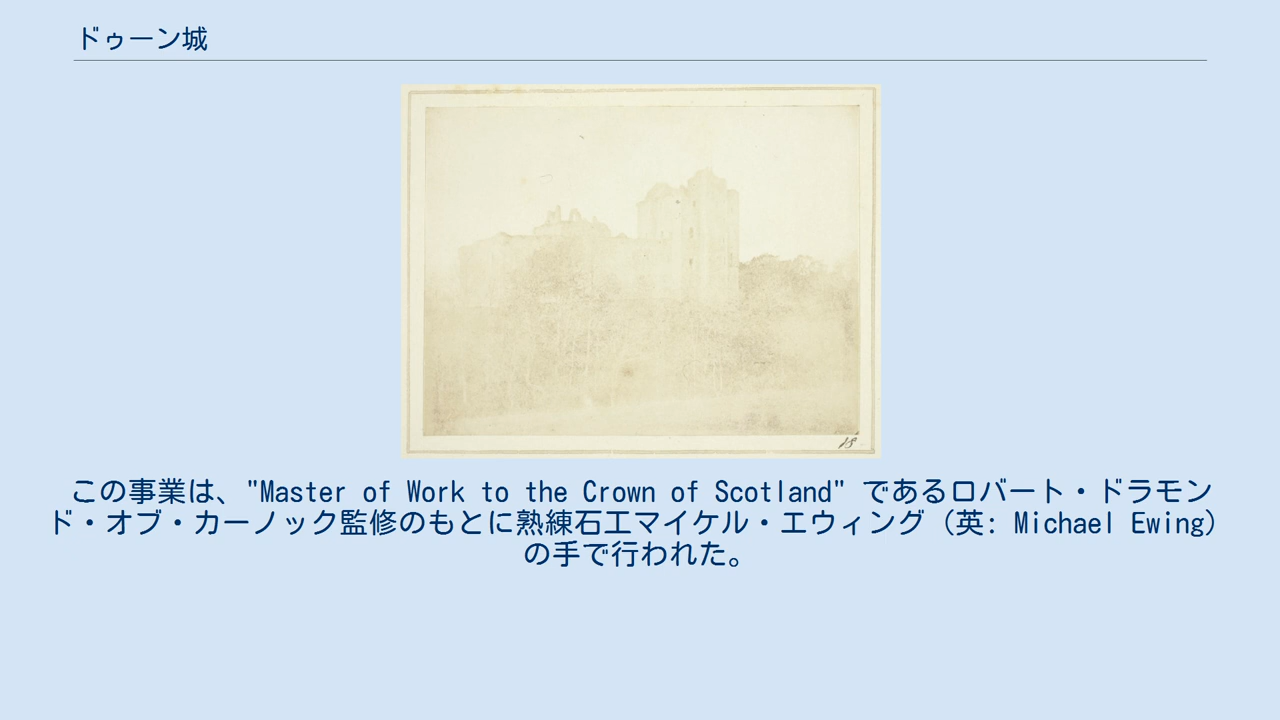 ドゥーン城
この事業は、"Master of Work to the Crown of Scotland" であるロバート・ドラモン
ド・オブ・カーノック監修のもとに熟練石工マイケル・エウィング（英: Michael Ewing）
の手で行われた。